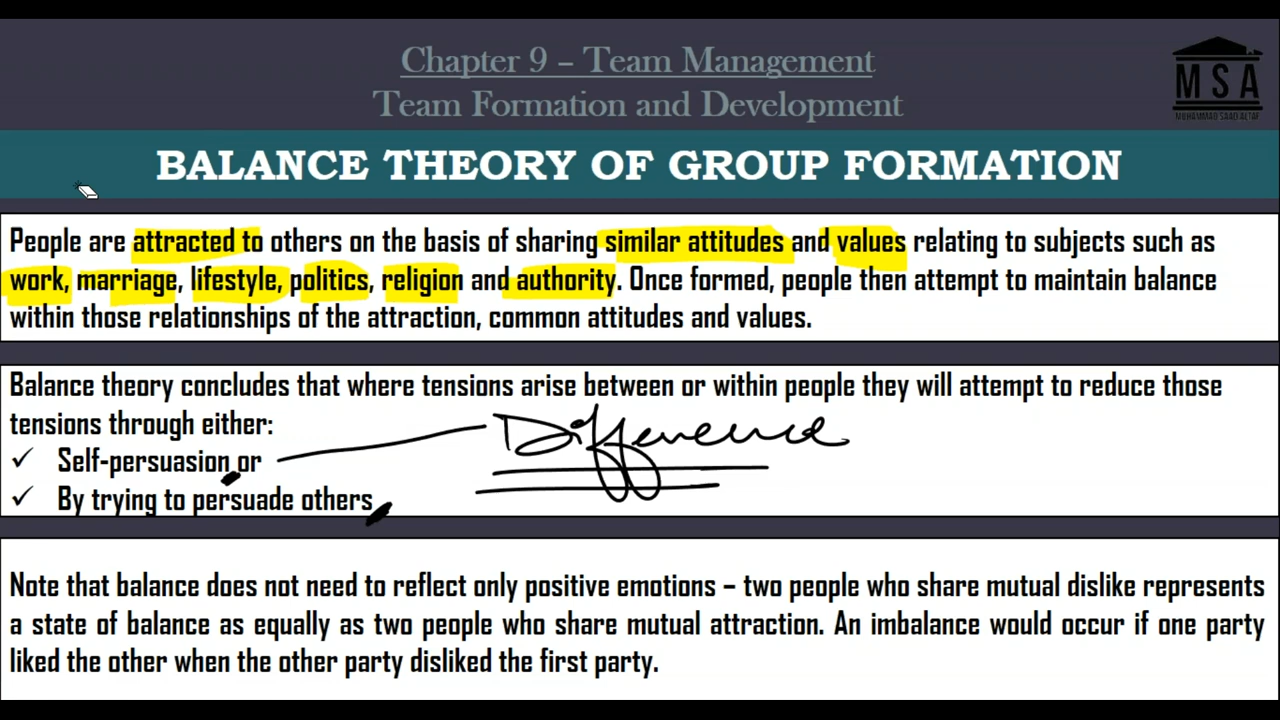 Chapter 9 – Team Management
Team Formation and Development
MSA
MUHAMMAD SAAD ALTAF
BALANCE THEORY OF GROUP FORMATION
People are attracted to others on the basis of sharing similar attitudes and values relating to subjects such as
work, marriage, lifestyle, politics, religion and authority. Once formed, people then attempt to maintain balance
within those relationships of the attraction, common attitudes and values.
Balance theory concludes that where tensions arise between or within people they will attempt to reduce those
tensions through either:
✓ Self-persuasion or
Difference
✓ By trying to persuade others
Note that balance does not need to reflect only positive emotions – two people who share mutual dislike represents
a state of balance as equally as two people who share mutual attraction. An imbalance would occur if one party
liked the other when the other party disliked the first party.